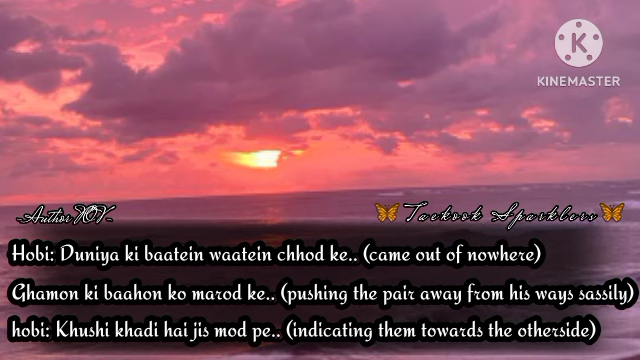 KINEMASTER
-Author POV-
🦋Taekook Sparklers🦋
Hobi: Duniya ki baatein waatein chhod ke.. (came out of nowhere)
Ghamon ki baahon ko marod ke.. (pushing the pair away from his ways sassily)
hobi: Khushi khadi hai jis mod pe.. (indicating them towards the otherside)